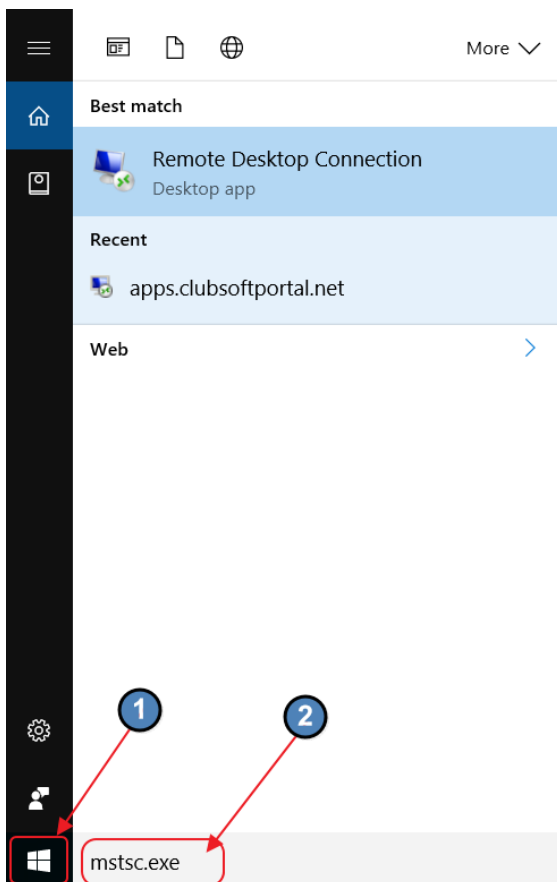 More
Best match
Remote Desktop Connection
Desktop app
Recent
apps.clubsoftportal.net
Web
1
2
mstsc.exe